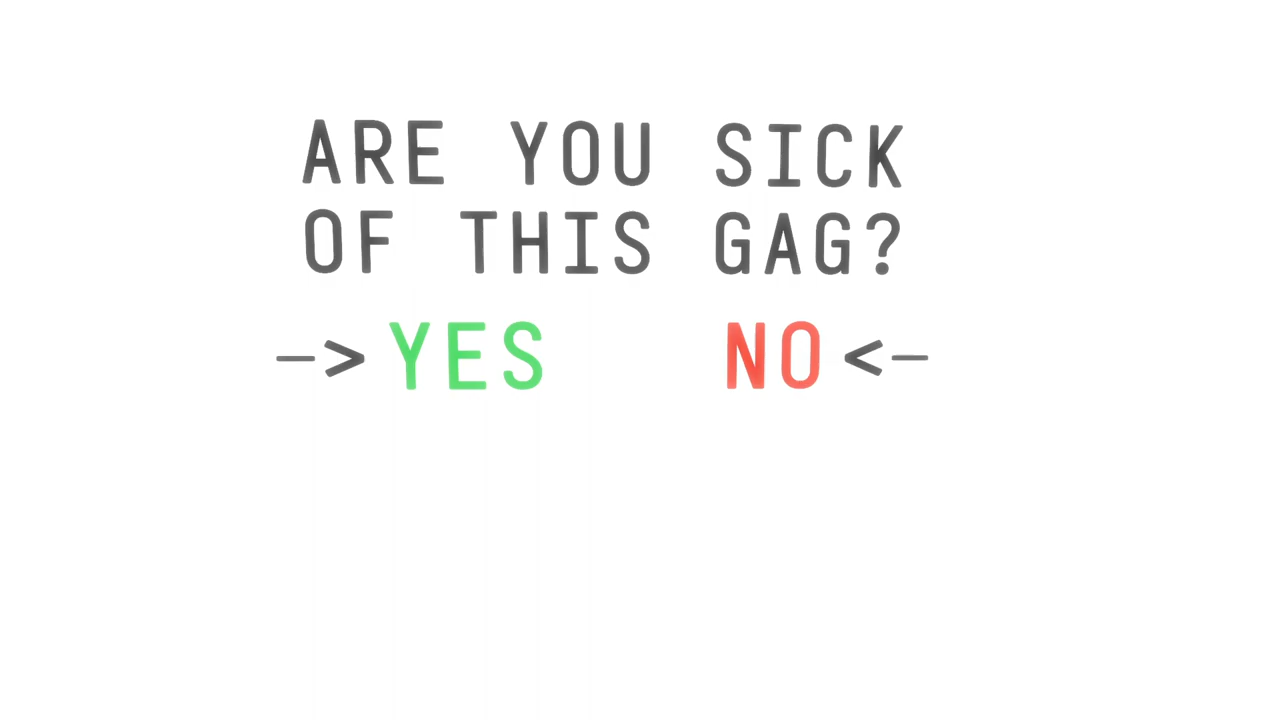 ARE YOU SICK
OF THIS GAG?
—> YES NO <—